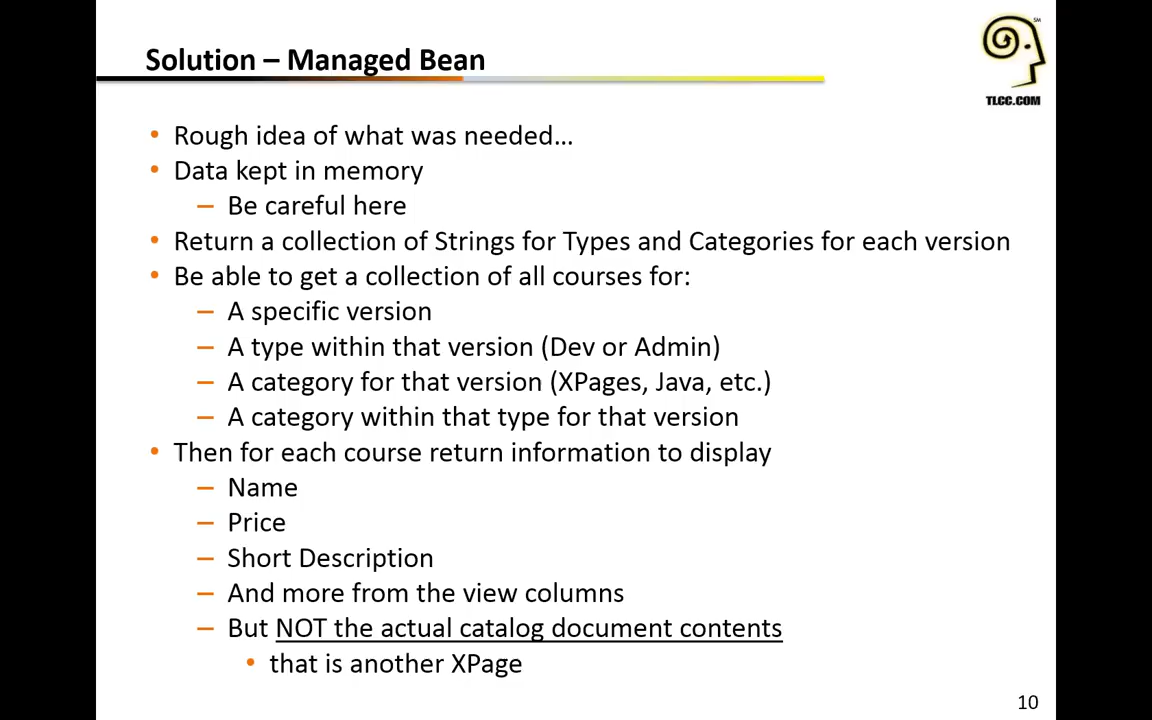 Solution – Managed Bean
SM
TLCC.COM
• Rough idea of what was needed…
• Data kept in memory
– Be careful here
• Return a collection of Strings for Types and Categories for each version
• Be able to get a collection of all courses for:
– A specific version
– A type within that version (Dev or Admin)
– A category for that version (XPages, Java, etc.)
– A category within that type for that version
• Then for each course return information to display
– Name
– Price
– Short Description
– And more from the view columns
– But NOT the actual catalog document contents
• that is another XPage
10